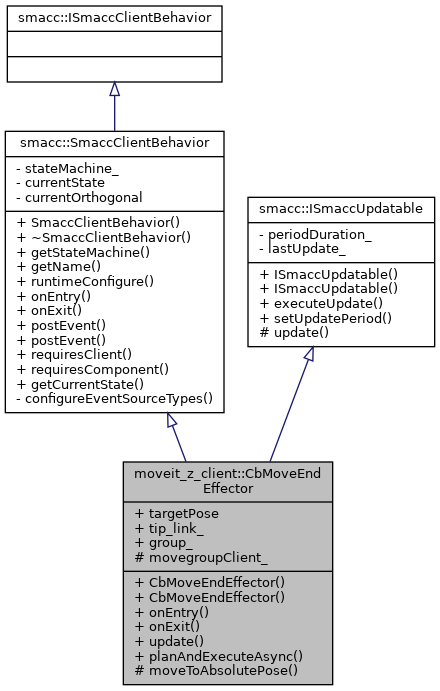 smacc::ISmaccClientBehavior
smacc::SmaccClientBehavior
- stateMachine_
- currentState
- currentOrthogonal
+ SmaccClientBehavior()
+ ~SmaccClientBehavior()
+ getStateMachine()
+ getName()
+ runtimeConfigure()
+ onEntry()
+ onExit()
+ postEvent()
+ postEvent()
+ requiresClient()
+ requiresComponent()
+ getCurrentState()
- configureEventSourceTypes()
smacc::ISmaccUpdatable
- periodDuration_
- lastUpdate_
+ ISmaccUpdatable()
+ ISmaccUpdatable()
+ executeUpdate()
+ setUpdatePeriod()
# update()
moveit_z_client::CbMoveEnd
Effector
+ targetPose
+ tip_link_
+ group_
# movegroupClient_
+ CbMoveEndEffector()
+ CbMoveEndEffector()
+ onEntry()
+ onExit()
+ update()
+ planAndExecuteAsync()
# moveToAbsolutePose()